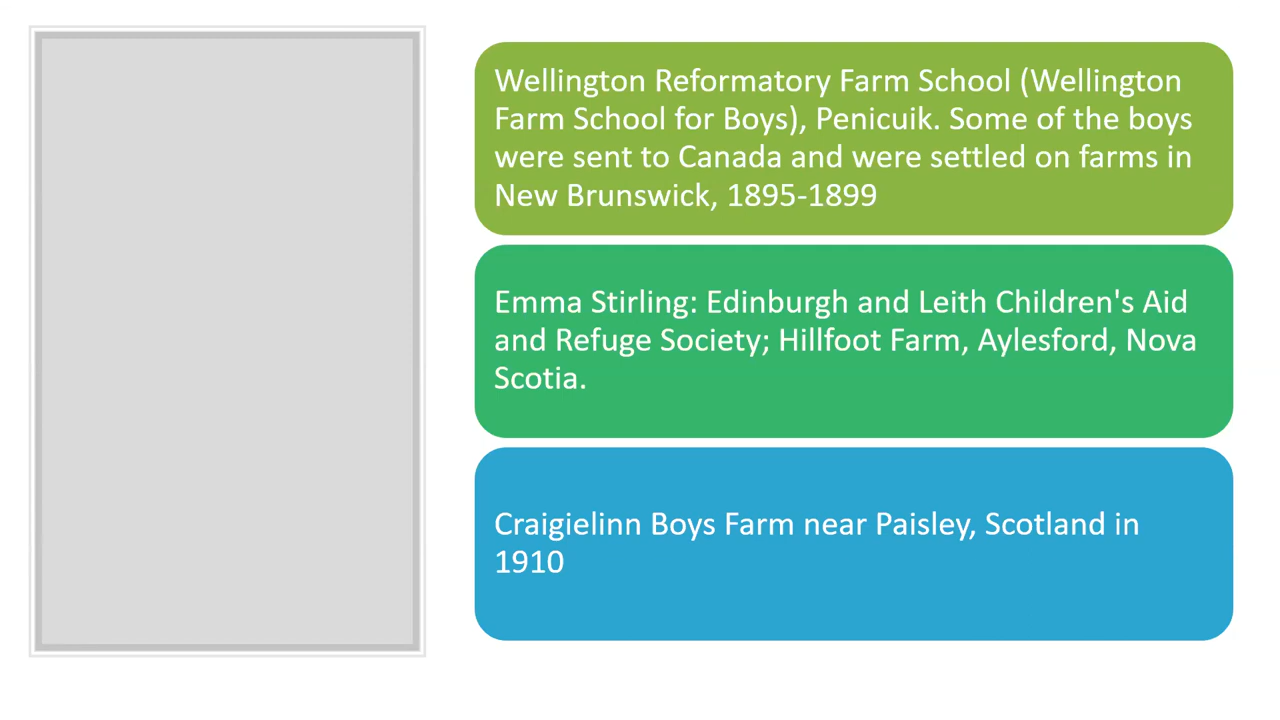 Wellington Reformatory Farm School (Wellington
Farm School for Boys), Penicuik. Some of the boys
were sent to Canada and were settled on farms in
New Brunswick, 1895-1899
Emma Stirling: Edinburgh and Leith Children's Aid
and Refuge Society; Hillfoot Farm, Aylesford, Nova
Scotia.
Craigielinn Boys Farm near Paisley, Scotland in
1910